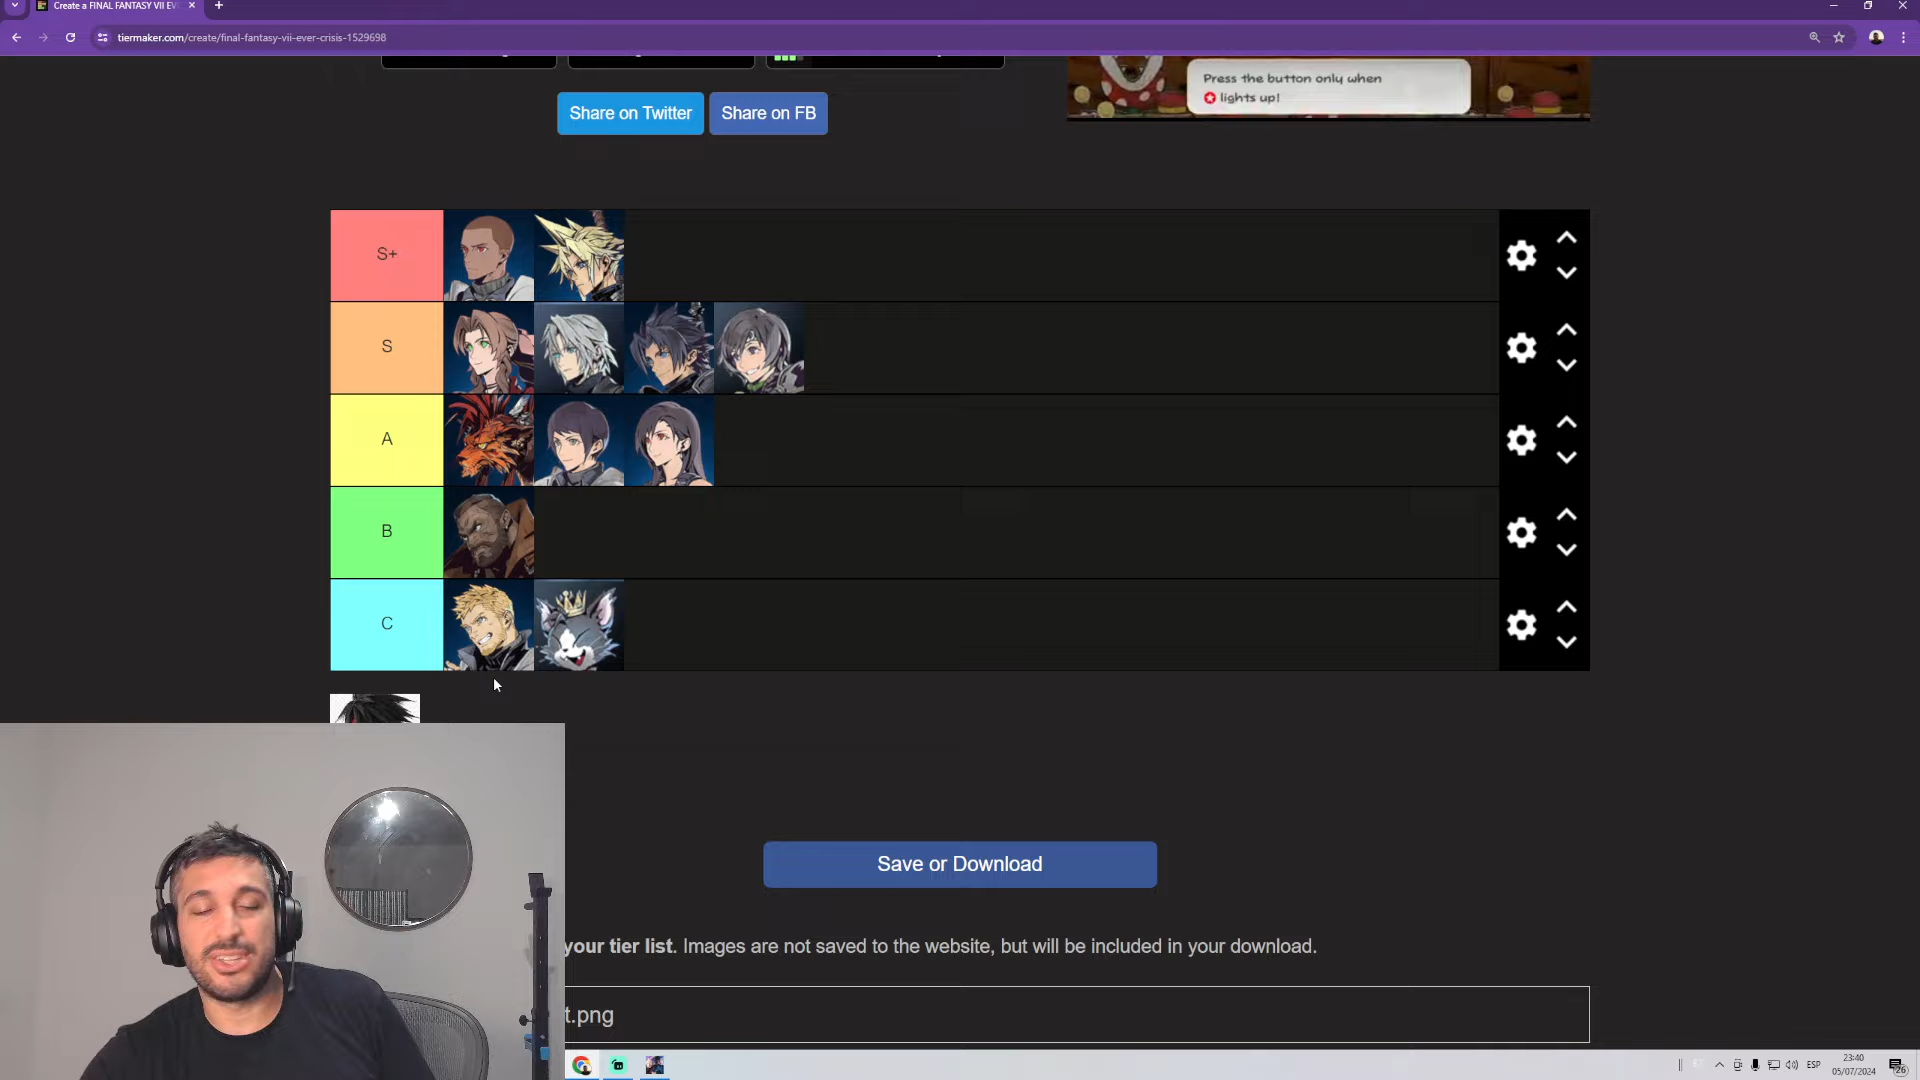 Create a FINAL FANTASY VII EV
tiermaker.com/create/final-fantasy-vii-ever-crisis-1529698
Press the button only when
lights up!
Share on Twitter
Share on FB
S+
S
A
B
C
Save or Download
your tier list. Images are not saved to the website, but will be included in your download.
t.png
ESP
23:40
05/07/2024
26